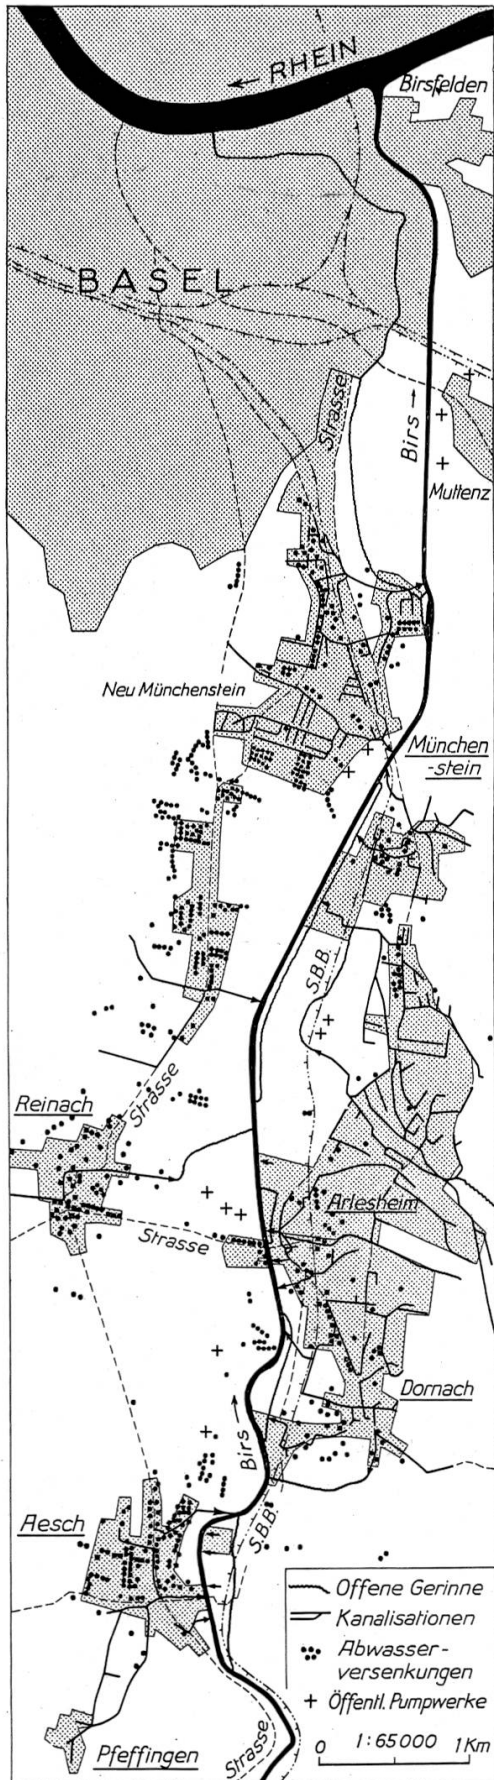 ← RHEIN
Birsfelden
BASEL
Strasse
Birs →
Muttenz
Neu Münchenstein
München
-stein
S.B.B.
Reinach
Strasse
Arlesheim
Strasse
Dornach
Birs →
Aesch
S.B.B.
Offene Gerinne
Kanalisationen
Abwasser-
versenkungen
+ Öffentl. Pumpwerke
0 1:65000 1Km
Pfeffingen
Strasse